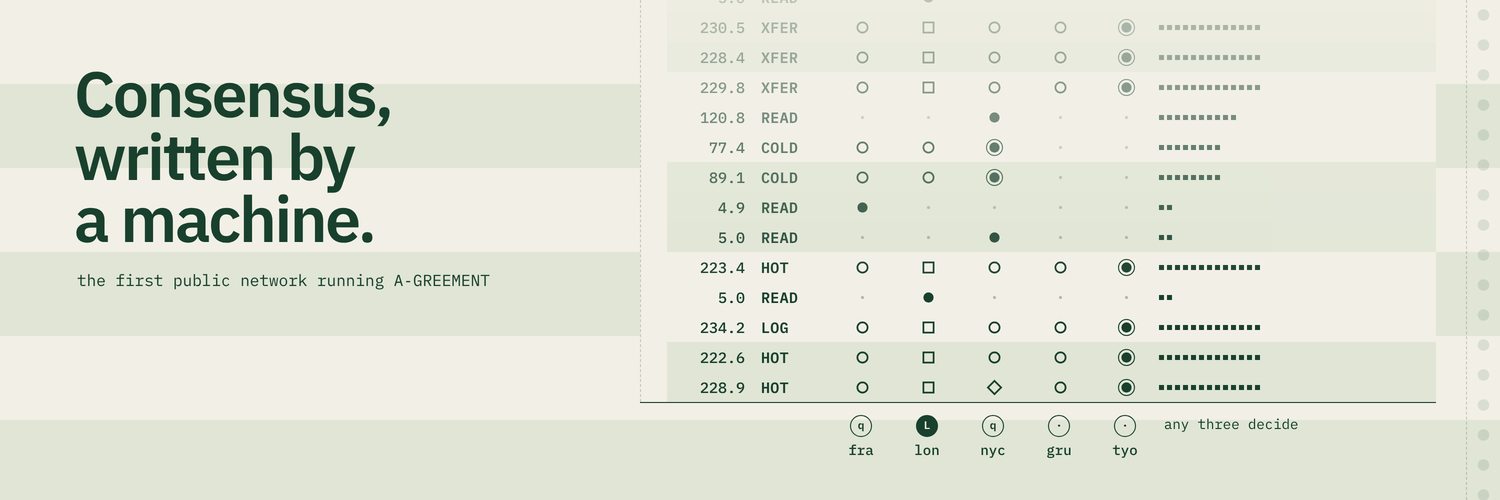 Consensus,
written by
a machine.
the first public network running A-GREEMENT
230.5 XFER
228.4 XFER
229.8 XFER
120.8 READ
77.4 COLD
89.1 COLD
4.9 READ
5.0 READ
223.4 HOT
5.0 READ
234.2 LOG
222.6 HOT
228.9 HOT
q L q · · any three decide
fra lon nyc gru tyo